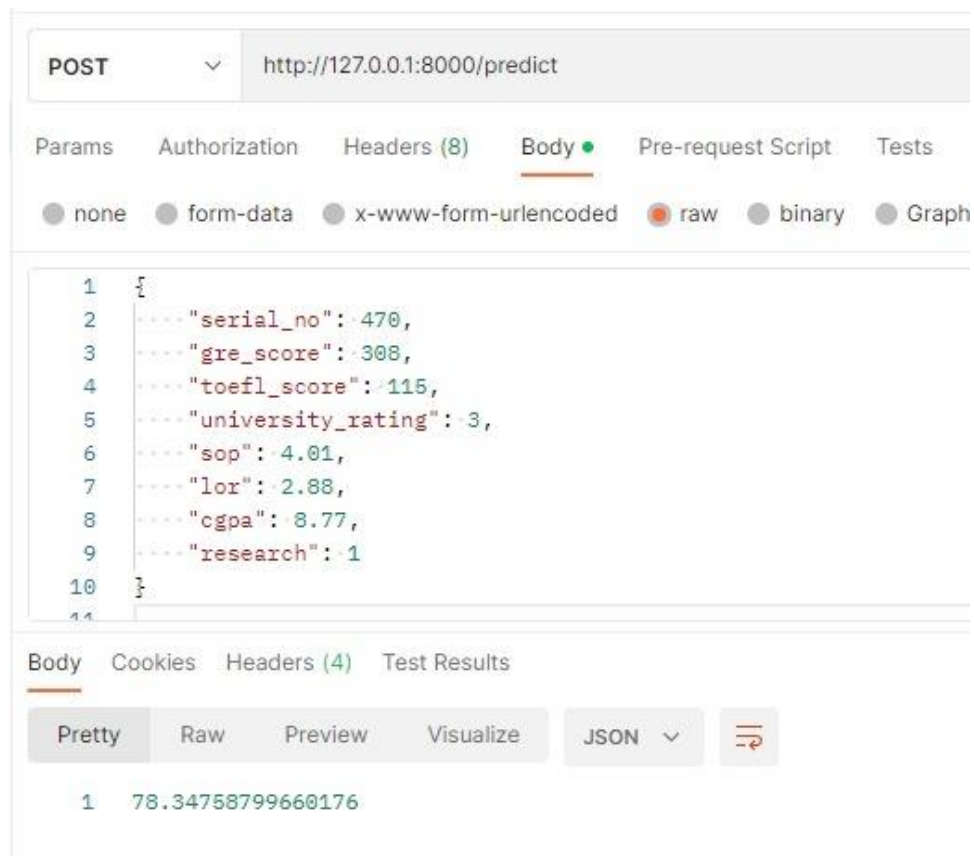 POST http://127.0.0.1:8000/predict
Params Authorization Headers (8) Body Pre-request Script Tests
none form-data x-www-form-urlencoded raw binary Graph
1 {
2 "serial_no": 470,
3 "gre_score": 308,
4 "toefl_score": 115,
5 "university_rating": 3,
6 "sop": 4.01,
7 "lor": 2.88,
8 "cgpa": 8.77,
9 "research": 1
10 }
11
Body Cookies Headers (4) Test Results
Pretty Raw Preview Visualize JSON
1 78.34758799660176